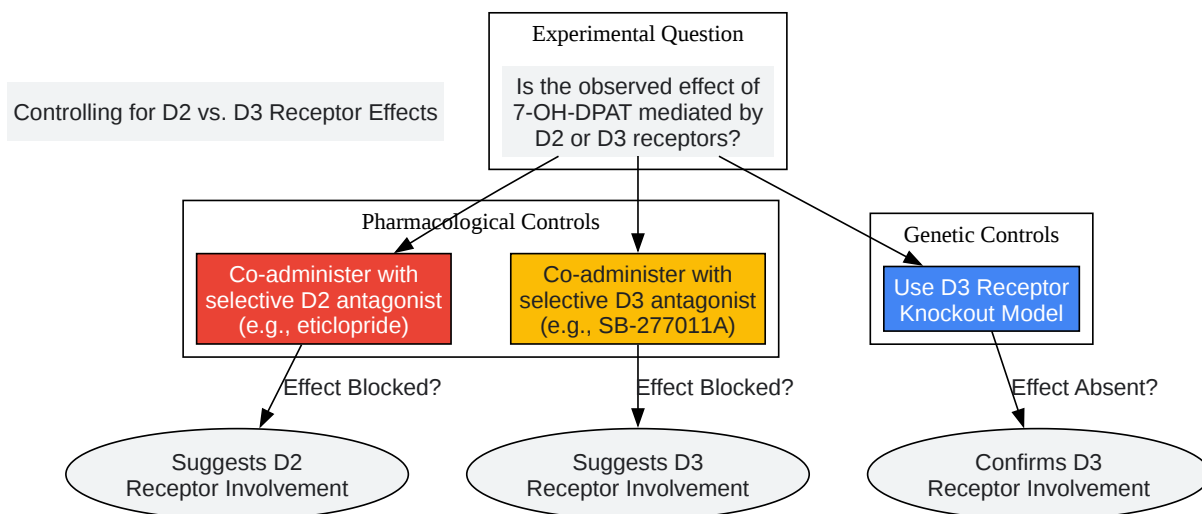 Experimental Question
Controlling for D2 vs. D3 Receptor Effects
Is the observed effect of
7-OH-DPAT mediated by
D2 or D3 receptors?
Pharmacological Controls
Genetic Controls
Co-administer with
selective D2 antagonist
(e.g., eticlopride)
Co-administer with
selective D3 antagonist
(e.g., SB-277011A)
Use D3 Receptor
Knockout Model
Effect Blocked?
Effect Blocked?
Effect Absent?
Suggests D2
Receptor Involvement
Suggests D3
Receptor Involvement
Confirms D3
Receptor Involvement